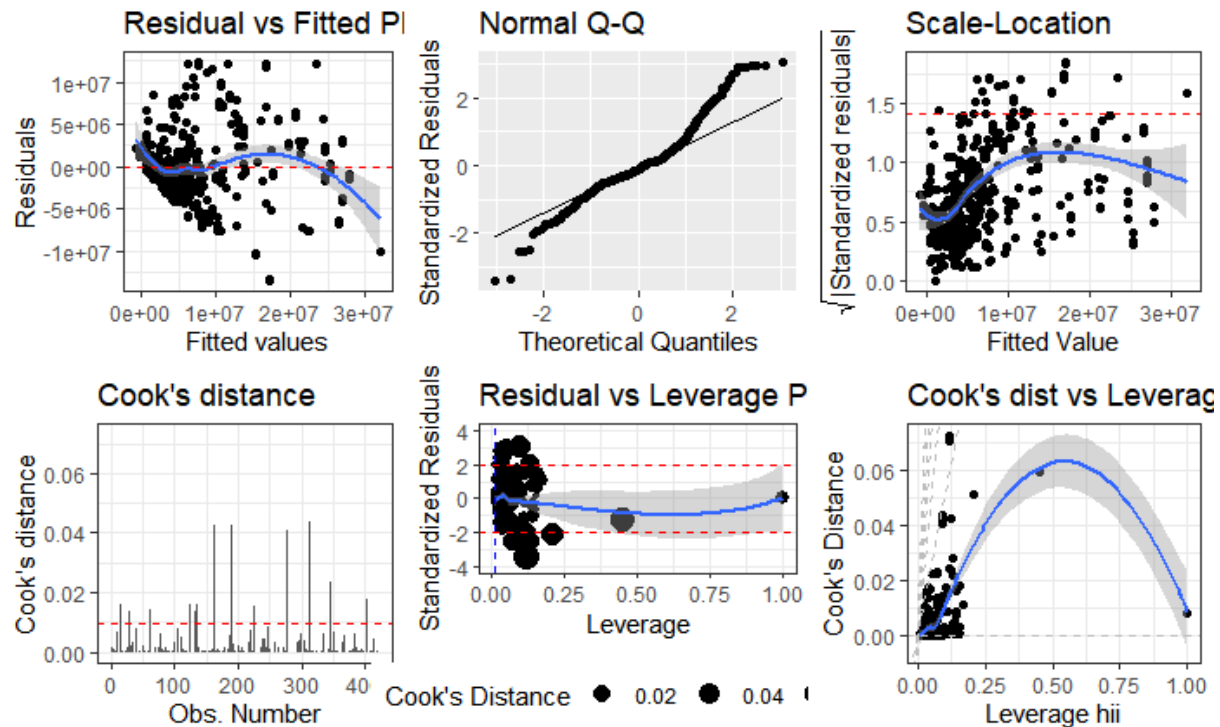 Residual vs Fitted Pl
1e+07
5e+06
0e+00
-5e+06
-1e+07
Residuals
0e+00 1e+07 2e+07 3e+07
Fitted values
Normal Q-Q
2
0
-2
Standardized Residuals
-2 0 2
Theoretical Quantiles
Scale-Location
1.5
1.0
0.5
0.0
√|Standardized residuals|
0e+00 1e+07 2e+07 3e+07
Fitted Value
Cook's distance
0.06
0.04
0.02
0.00
Cook's distance
0 100 200 300 40
Obs. Number
Residual vs Leverage P
4
2
0
-2
-4
Standardized Residuals
0.00 0.25 0.50 0.75 1.00
Leverage
Cook's Distance 0.02 0.04
Cook's dist vs Leverag
0.06
0.04
0.02
0.00
Cook's Distance
0.00 0.25 0.50 0.75 1.00
Leverage hii